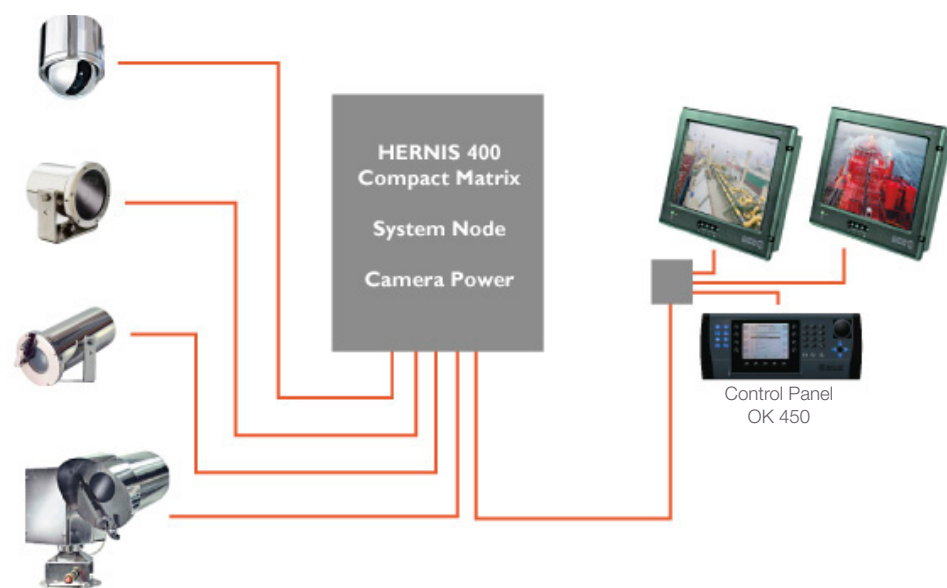 HERNIS 400
Compact Matrix
System Node
Camera Power
Control Panel
OK 450